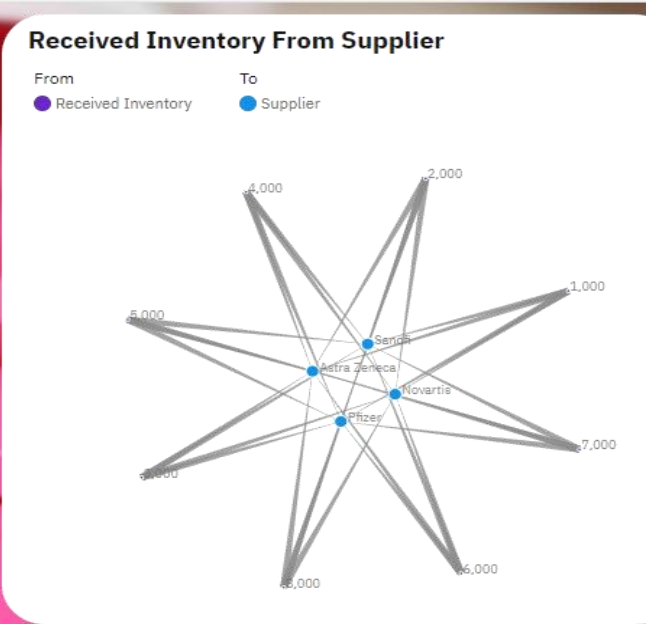 Received Inventory From Supplier
From To
Received Inventory Supplier
2,000
4,000
1,000
5,000
Sanofi
Astra Zeneca
Novartis
Pfizer
7,000
6,000